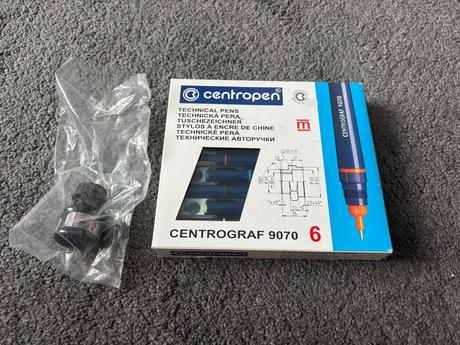 centropen
TECHNICAL PENS
TECHNICKÁ PERA
TUSCHEZEICHNER
STYLOS À ENCRE DE CHINE
TECHNICKÉ PERÁ
ТЕХНИЧЕСКИЕ АВТОРУЧКИ
m
CENTROGRAF 9070
CENTROGRAF 9070 6